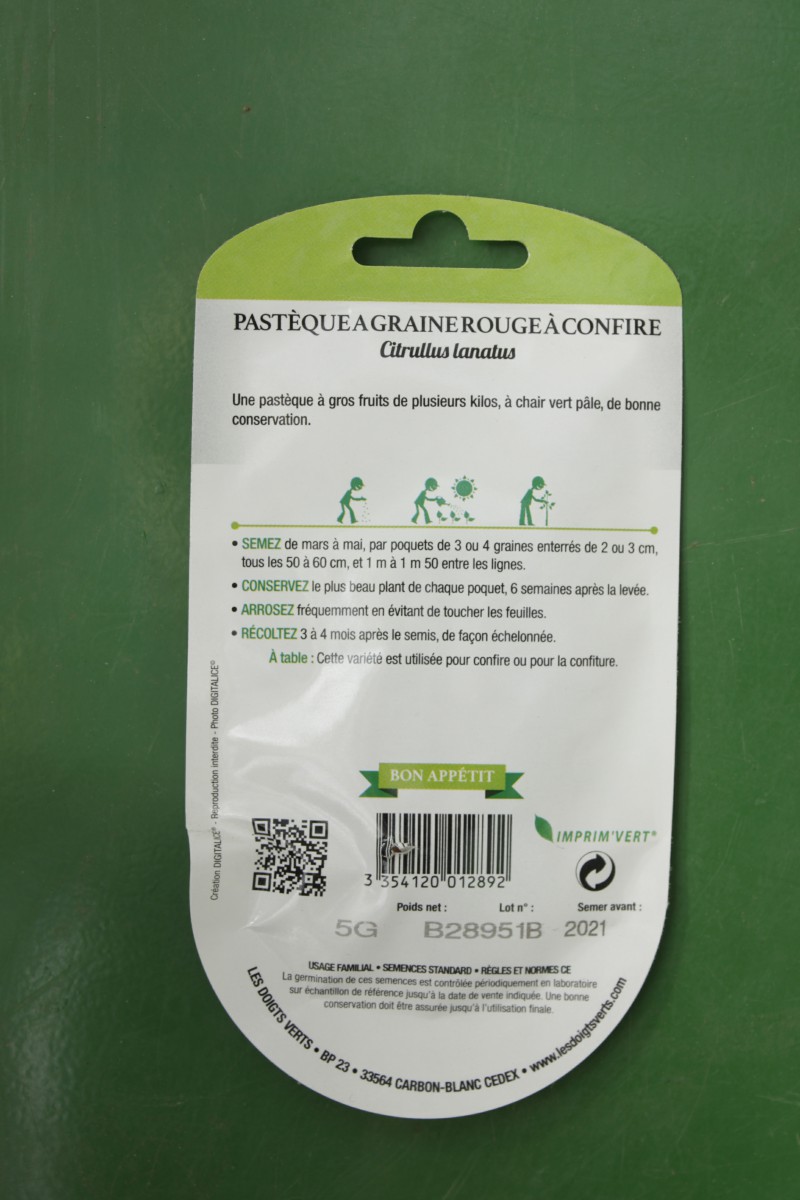 PASTÈQUE A GRAINE ROUGE À CONFIRE
Citrullus lanatus
Une pastèque à gros fruits de plusieurs kilos, à chair vert pâle, de bonne
conservation.
• SEMEZ de mars à mai, par poquets de 3 ou 4 graines enterrés de 2 ou 3 cm,
tous les 50 à 60 cm, et 1 m à 1 m 50 entre les lignes.
• CONSERVEZ le plus beau plant de chaque poquet, 6 semaines après la levée.
• ARROSEZ fréquemment en évitant de toucher les feuilles.
• RÉCOLTEZ 3 à 4 mois après le semis, de façon échelonnée.
À table : Cette variété est utilisée pour confire ou pour la confiture.
Création DIGITALICE® - Reproduction interdite - Photo DIGITALICE®
BON APPÉTIT
IMPRIM'VERT®
3 354120 012892
Poids net : Lot n° : Semer avant :
5G B28951B 2021
USAGE FAMILIAL • SEMENCES STANDARD • RÈGLES ET NORMES CE
La germination de ces semences est contrôlée périodiquement en laboratoire
sur échantillon de référence jusqu'à la date de vente indiquée. Une bonne
conservation doit être assurée jusqu'à l'utilisation finale.
LES DOIGTS VERTS • BP 23 • 33564 CARBON-BLANC CEDEX • www.lesdoigtsverts.com